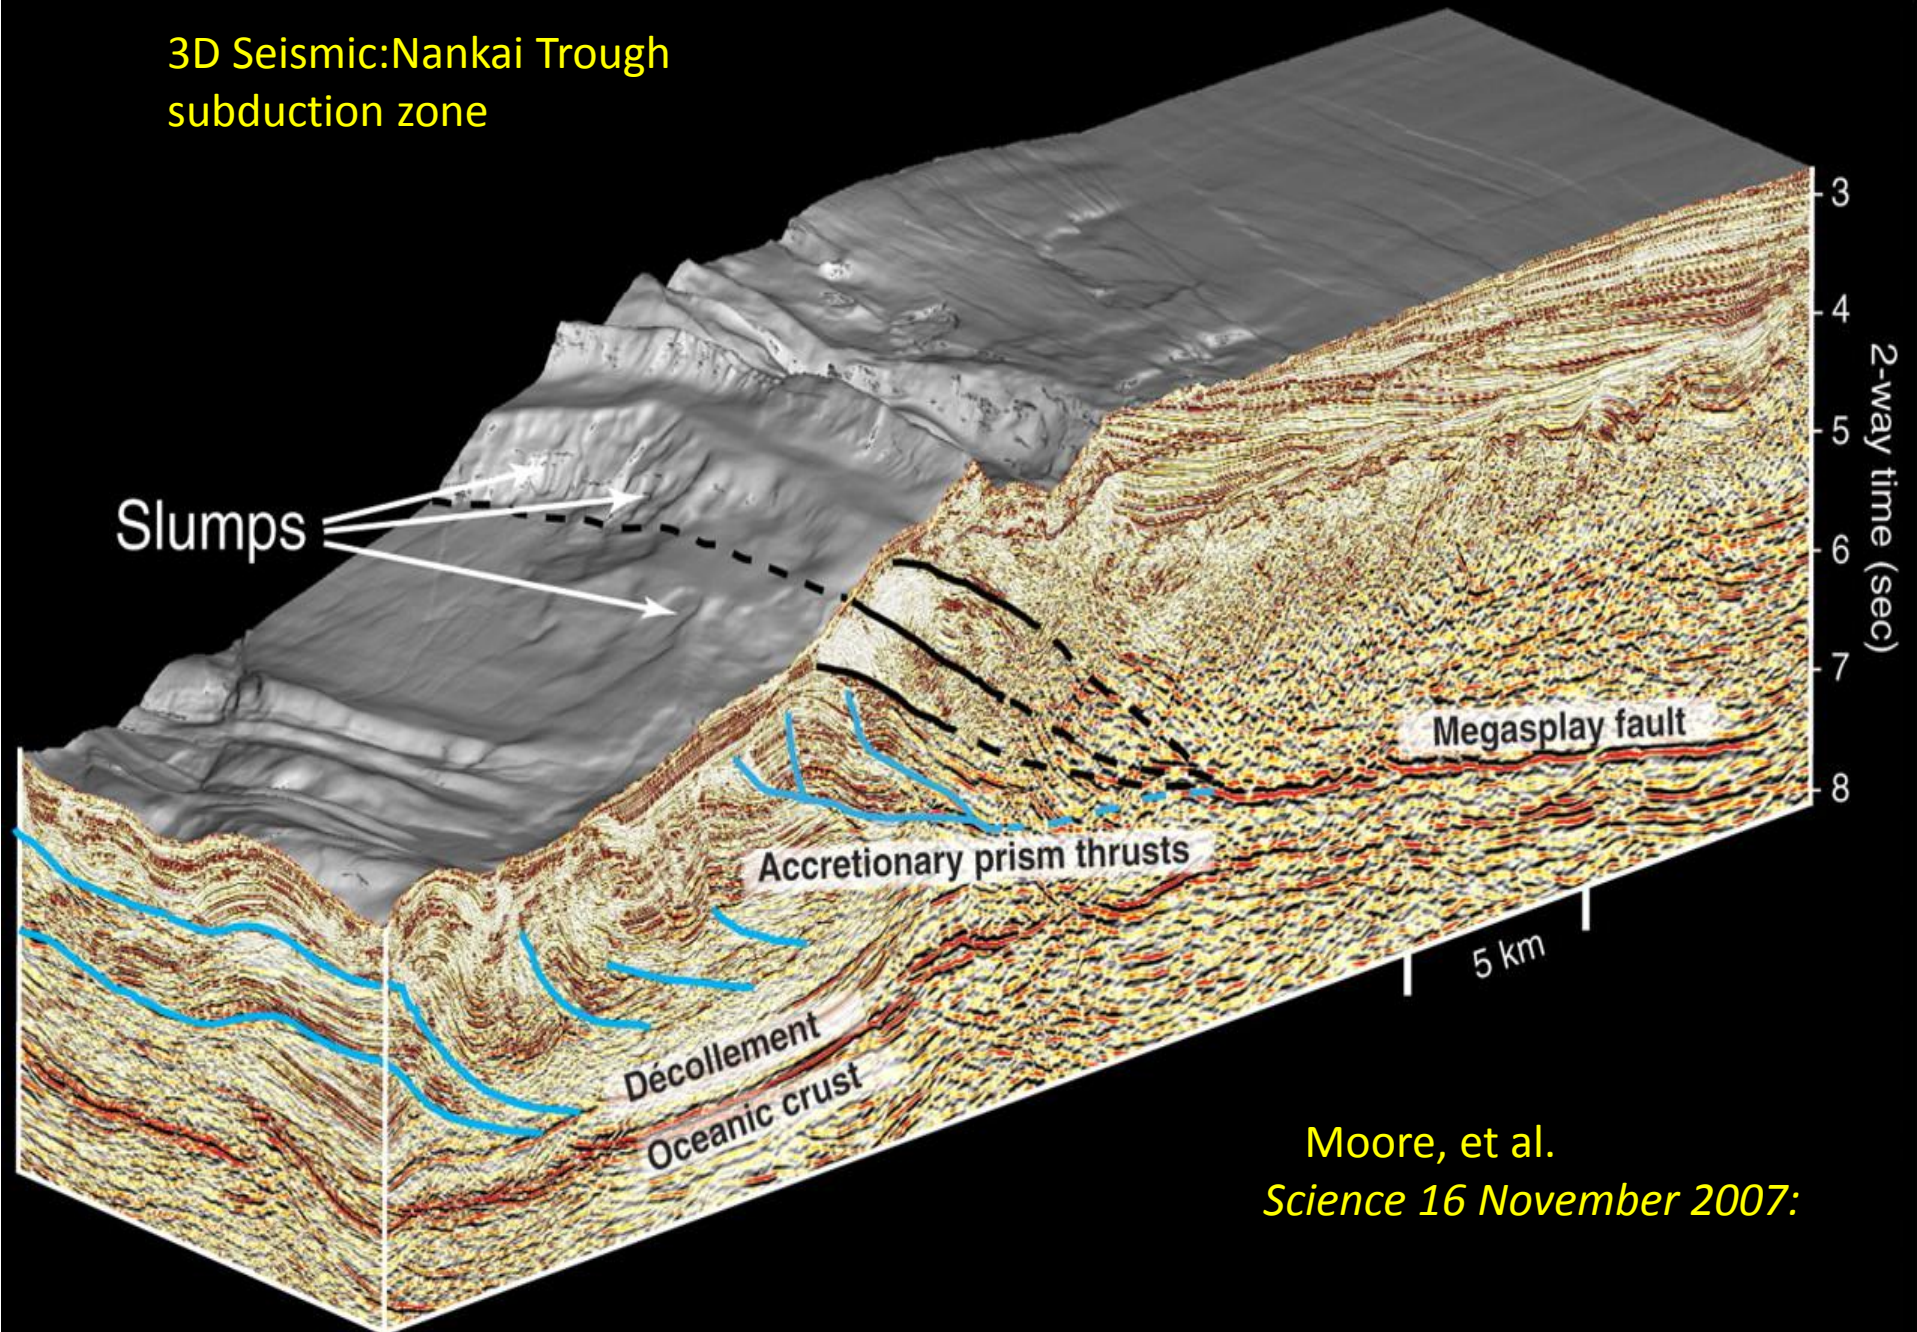 3D Seismic:Nankai Trough
subduction zone
3
4
5
6
7
8
2-way time (sec)
Slumps
Megasplay fault
Accretionary prism thrusts
5 km
Décollement
Oceanic crust
Moore, et al.
Science 16 November 2007: